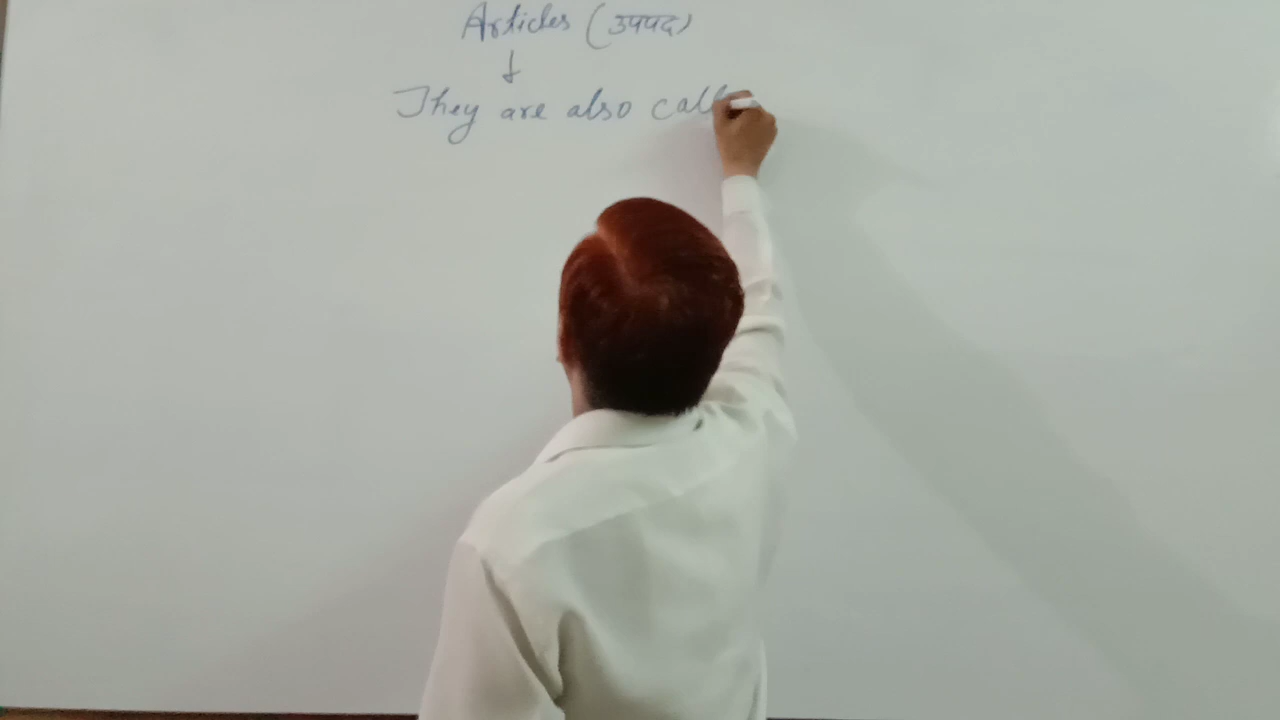 Articles (उपपद)
↓
They are also call